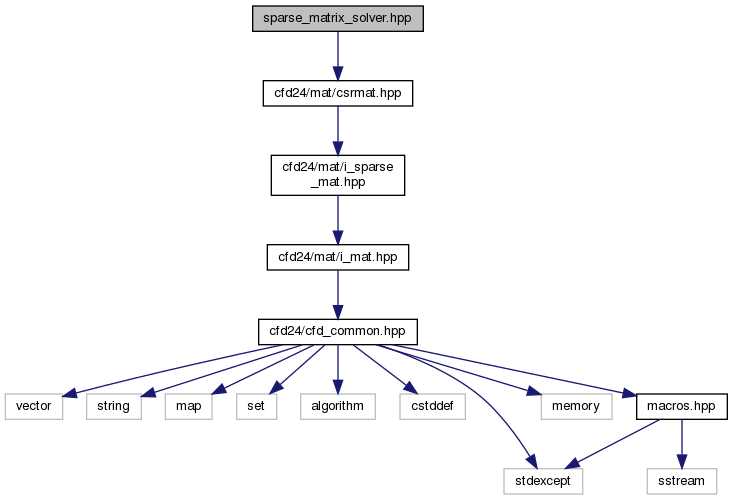 sparse_matrix_solver.hpp
cfd24/mat/csrmat.hpp
cfd24/mat/i_sparse
_mat.hpp
cfd24/mat/i_mat.hpp
cfd24/cfd_common.hpp
vector
string
map
set
algorithm
cstddef
memory
macros.hpp
stdexcept
sstream